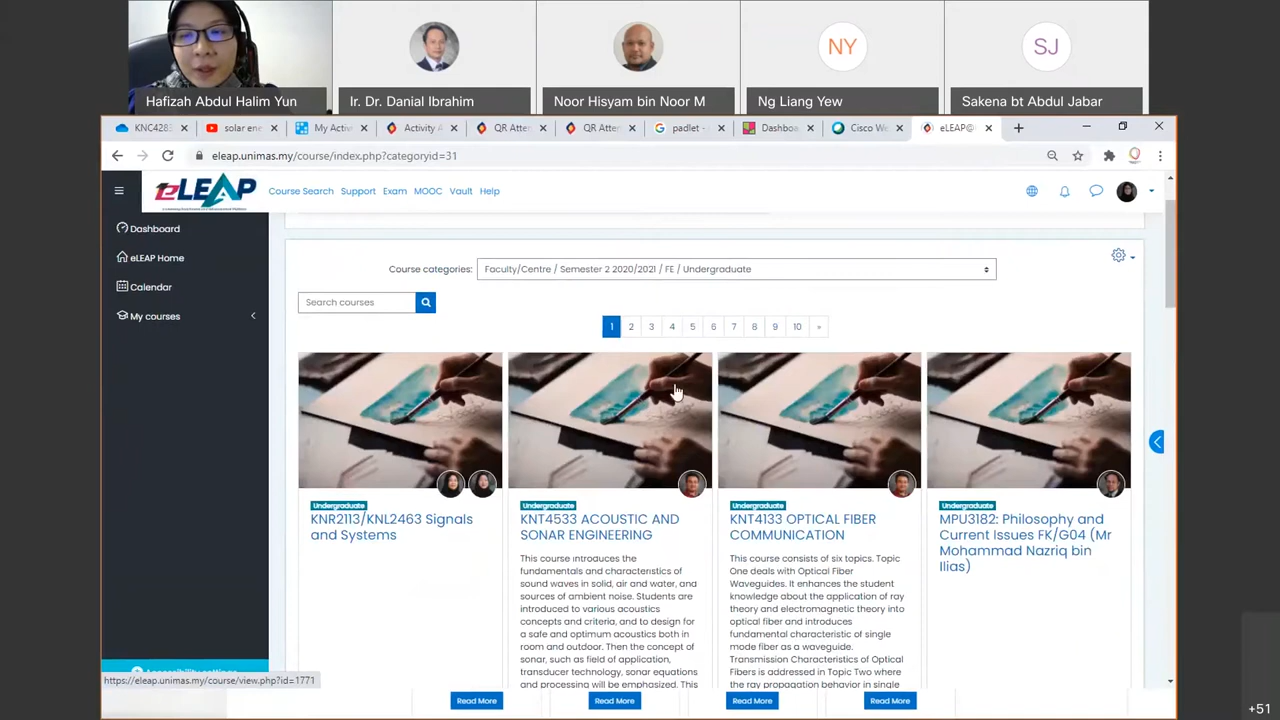 NY
SJ
Hafizah Abdul Halim Yun
Ir. Dr. Danial Ibrahim
Noor Hisyam bin Noor M
Ng Liang Yew
Sakena bt Abdul Jabar
KNC428
solar ene
My Activ
Activity A
QR Atten
QR Atten
padlet -
Dashboa
Cisco We
eLEAP@
eleap.unimas.my/course/index.php?categoryid=31
eLEAP
Course Search
Support
Exam
MOOC
Vault
Help
Dashboard
eLEAP Home
Calendar
My courses
Course categories:
Faculty/Centre / Semester 2 2020/2021 / FE / Undergraduate
Search courses
1 2 3 4 5 6 7 8 9 10 »
Undergraduate
KNR2113/KNL2463 Signals
and Systems
Undergraduate
KNT4533 ACOUSTIC AND
SONAR ENGINEERING
This course introduces the
fundamentals and characteristics of
sound waves in solid, air and water, and
sources of ambient noise. Students are
introduced to various acoustics
concepts and criteria, and to design for
a safe and optimum acoustics both in
room and outdoor. Then the concept of
sonar, such as field of application,
transducer technology, sonar equations
and processing will be emphasized. This
Undergraduate
KNT4133 OPTICAL FIBER
COMMUNICATION
This course consists of six topics. Topic
One deals with Optical Fiber
Waveguides. It enhances the student
knowledge about the application of ray
theory and electromagnetic theory into
optical fiber and introduces
fundamental characteristic of single
mode fiber as a waveguide.
Transmission Characteristics of Optical
Fibers is addressed in Topic Two where
the ray propagation behavior in single
Undergraduate
MPU3182: Philosophy and
Current Issues FK/G04 (Mr
Mohammad Nazriq bin
Ilias)
Accessibility settings
https://eleap.unimas.my/course/view.php?id=1771
Read More
Read More
Read More
Read More
+51